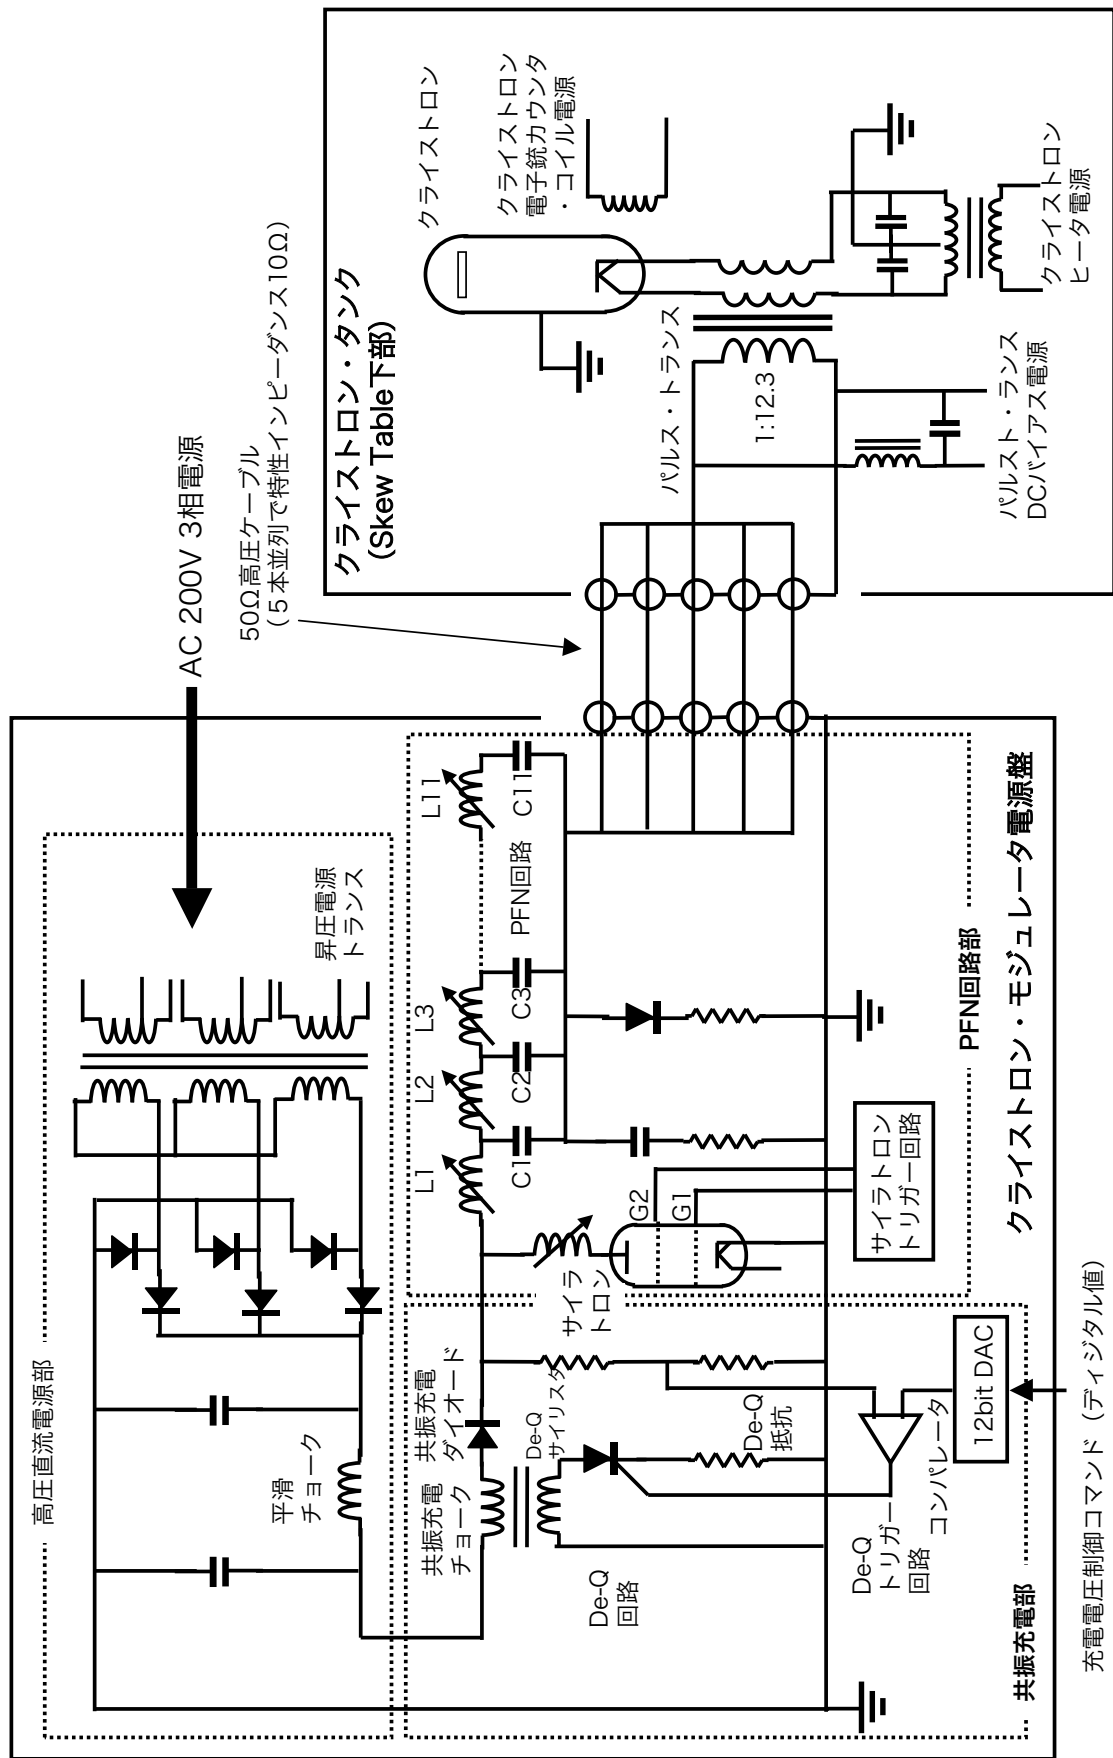 高圧直流電源部
AC 200V 3相電源
昇圧電源
トランス
平滑
チョーク
50Ω高圧ケーブル
(5本並列で特性インピーダンス10Ω)
クライストロン・タンク
(Skew Table下部)
クライストロン
クライストロン
電子銃カウンタ
・コイル電源
パルス・トランス
1:12.3
パルスト・ランス
DCバイアス電源
クライストロン
ヒータ電源
共振充電
チョーク
共振充電
ダイオード
De-Q
サイリスタ
De-Q
回路
De-Q
抵抗
De-Q
トリガー
回路
コンパレータ
12bit DAC
共振充電部
充電電圧制御コマンド(ディジタル値)
サイラ
トロン
G2
G1
サイラトロン
トリガー回路
L1
L2
L3
L11
C1
C2
C3
C11
PFN回路
PFN回路部
クライストロン・モジュレータ電源盤